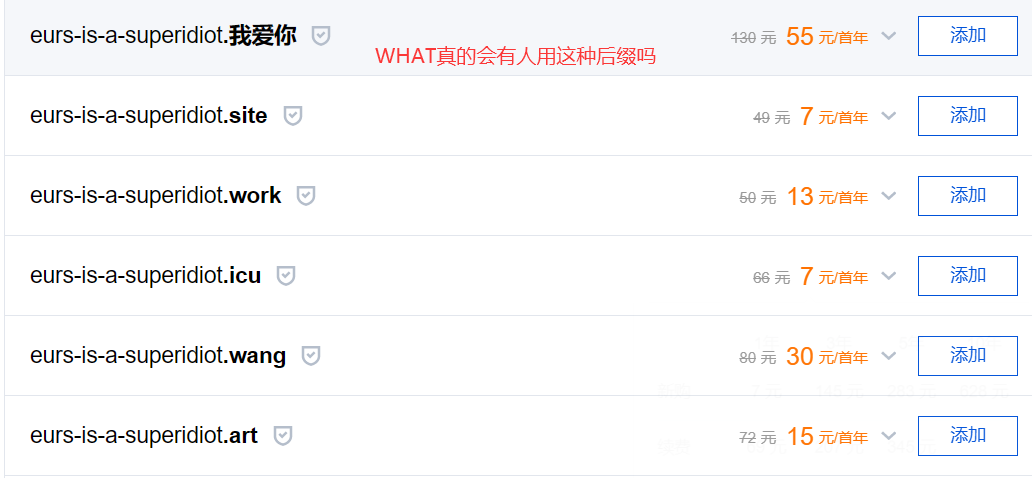 eurs-is-a-superidiot.我爱你 130 元 55 元/首年 添加
WHAT真的会有人用这种后缀吗
eurs-is-a-superidiot.site 49 元 7 元/首年 添加
eurs-is-a-superidiot.work 50 元 13 元/首年 添加
eurs-is-a-superidiot.icu 66 元 7 元/首年 添加
eurs-is-a-superidiot.wang 80 元 30 元/首年 添加
eurs-is-a-superidiot.art 72 元 15 元/首年 添加